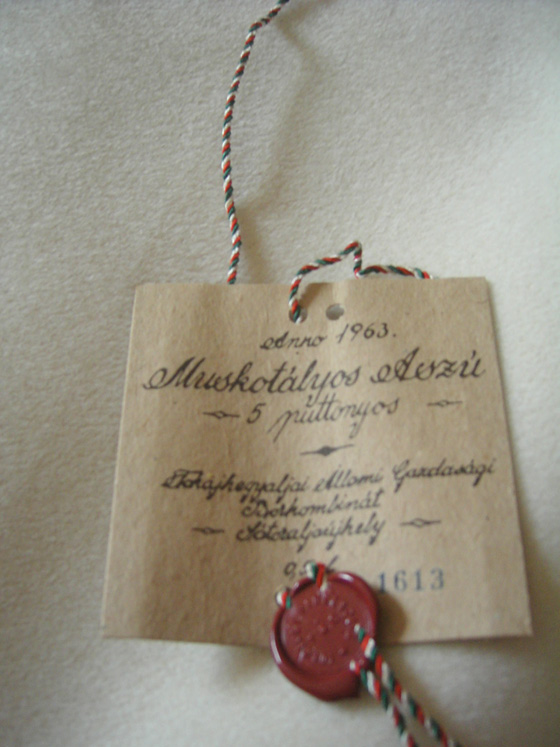 Anno 1963.
Muskotályos Aszú
5 puttonyos
Tokajhegyaljai Állami Gazdasági
Borkombinát
Sátoraljaújhely
1613